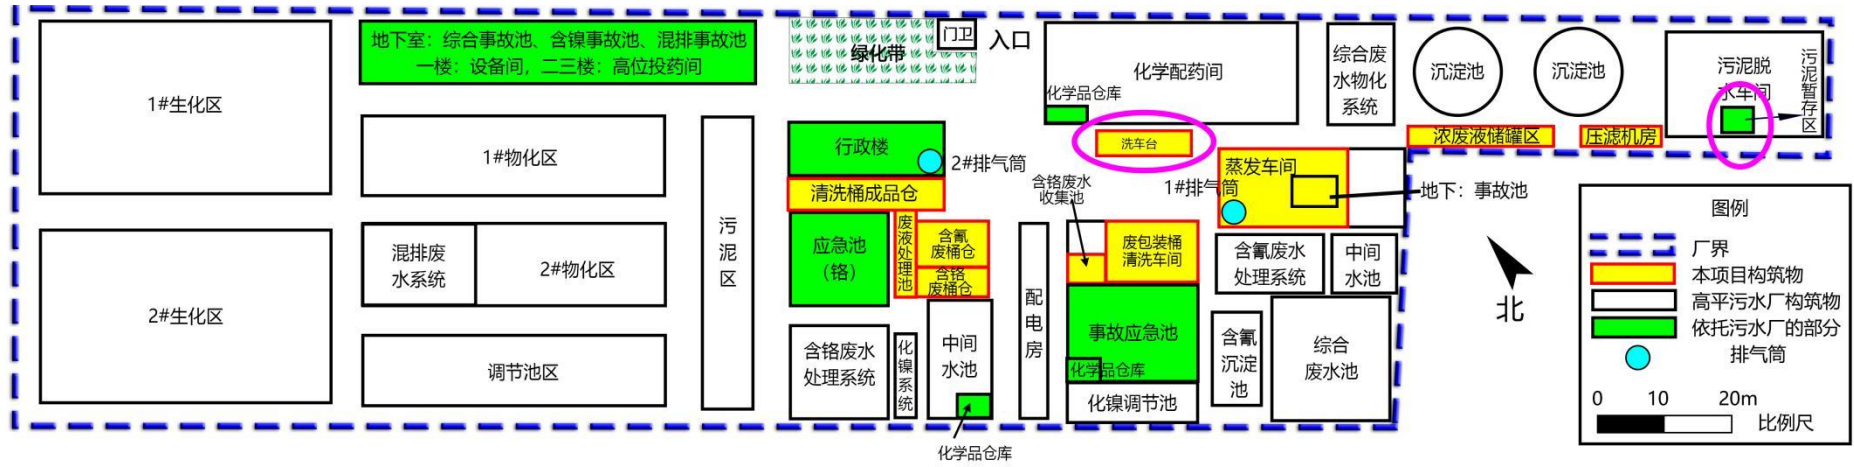 1#生化区
2#生化区
地下室：综合事故池、含镍事故池、混排事故池
一楼：设备间，二三楼：高位投药间
1#物化区
混排废
水系统
2#物化区
调节池区
污
泥
区
绿化带
门卫
入口
行政楼
2#排气筒
清洗桶成品仓
应急池
（铬）
废
液
处
理
池
含氰
废桶仓
含铬
废桶仓
含铬废水
处理系统
化
镍
系
统
中间
水池
化学品仓库
配
电
房
化学配药间
化学品仓库
洗车台
含铬废水
收集池
废包装桶
清洗车间
事故应急池
化学品仓库
化镍调节池
综合废
水物化
系统
沉淀池
沉淀池
浓废液储罐区
压滤机房
污泥脱
水车间
污
泥
暂
存
区
蒸发车间
1#排气筒
地下：事故池
含氰废水
处理系统
中间
水池
含氰
沉淀
池
综合
废水池
北
图例
厂界
本项目构筑物
高平污水厂构筑物
依托污水厂的部分
排气筒
0 10 20m
比例尺